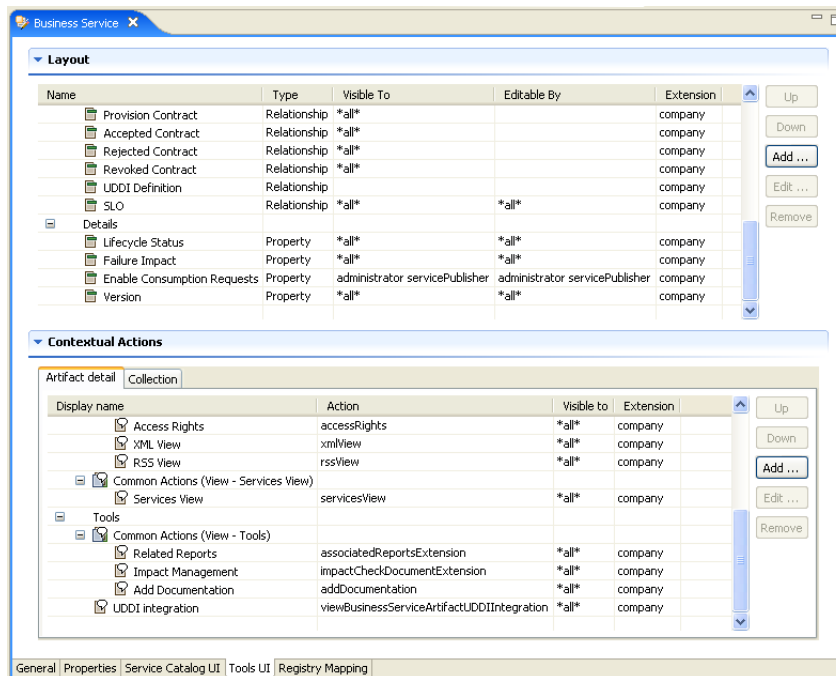 Business Service
Layout
Name Type Visible To Editable By Extension
Up
Provision Contract Relationship *all* company
Accepted Contract Relationship *all* company
Down
Rejected Contract Relationship *all* company
Add ...
Revoked Contract Relationship *all* company
UDDI Definition Relationship company
Edit ...
SLO Relationship *all* *all* company
Remove
Details
Lifecycle Status Property *all* *all* company
Failure Impact Property *all* *all* company
Enable Consumption Requests Property administrator servicePublisher administrator servicePublisher company
Version Property *all* *all* company
Contextual Actions
Artifact detail Collection
Display name Action Visible to Extension
Up
Access Rights accessRights *all* company
XML View xmlView *all* company
Down
RSS View rssView *all* company
Add ...
Common Actions (View - Services View)
Services View servicesView *all* company
Edit ...
Tools
Remove
Common Actions (View - Tools)
Related Reports associatedReportsExtension *all* company
Impact Management impactCheckDocumentExtension *all* company
Add Documentation addDocumentation *all* company
UDDI integration viewBusinessServiceArtifactUDDIIntegration *all* company
General Properties Service Catalog UI Tools UI Registry Mapping